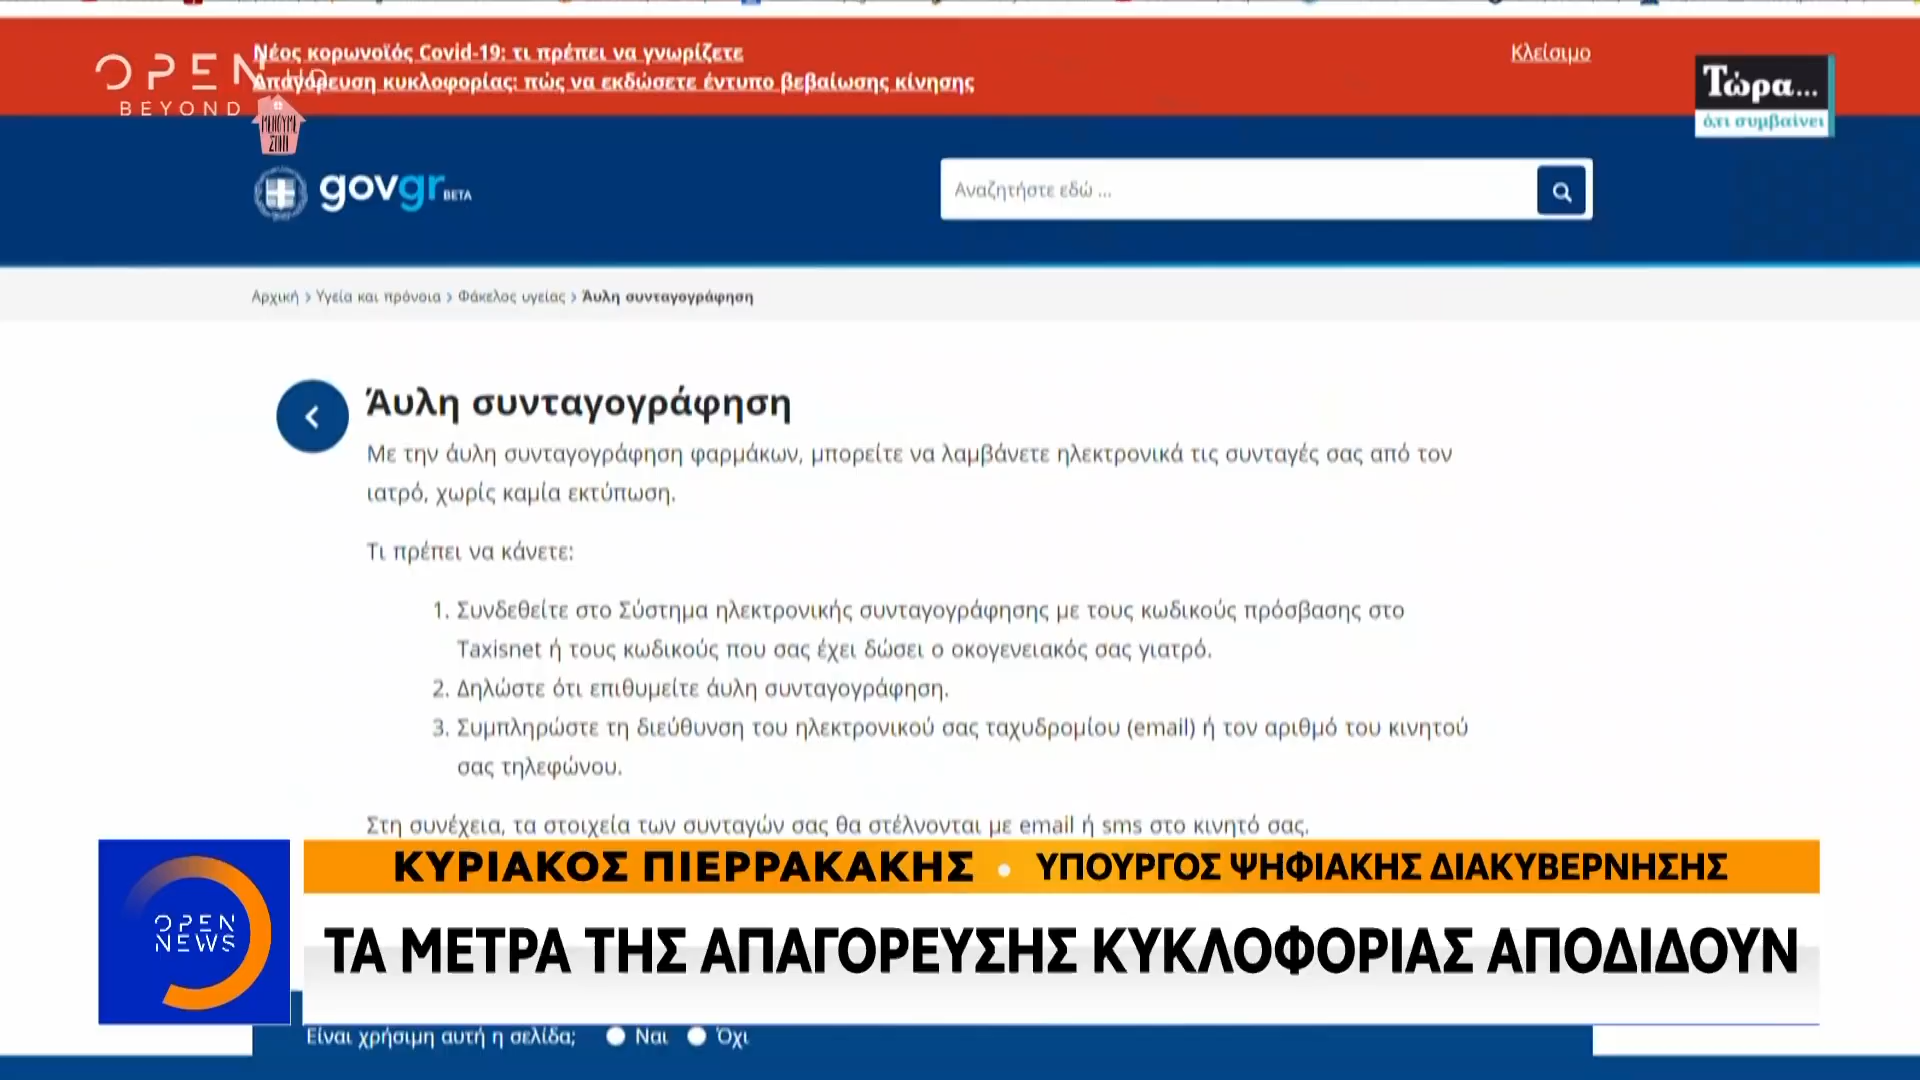 Νέος κορωνοϊός Covid-19: τι πρέπει να γνωρίζετε
Κλείσιμο
Απαγόρευση κυκλοφορίας: πώς να εκδώσετε έντυπο βεβαίωσης κίνησης
OPEN
BEYOND
ΜΕΝΟΥΜΕ
ΣΠΙΤΙ
Τώρα...
ό,τι συμβαίνει
govgr BETA
Αναζητήστε εδώ ...
Αρχική › Υγεία και πρόνοια › Φάκελος υγείας › Άυλη συνταγογράφηση
Άυλη συνταγογράφηση
Με την άυλη συνταγογράφηση φαρμάκων, μπορείτε να λαμβάνετε ηλεκτρονικά τις συνταγές σας από τον
ιατρό, χωρίς καμία εκτύπωση.
Τι πρέπει να κάνετε:
1. Συνδεθείτε στο Σύστημα ηλεκτρονικής συνταγογράφησης με τους κωδικούς πρόσβασης στο
Taxisnet ή τους κωδικούς που σας έχει δώσει ο οκογενειακός σας γιατρό.
2. Δηλώστε ότι επιθυμείτε άυλη συνταγογράφηση.
3. Συμπληρώστε τη διεύθυνση του ηλεκτρονικού σας ταχυδρομίου (email) ή τον αριθμό του κινητού
σας τηλεφώνου.
Στη συνέχεια, τα στοιχεία των συνταγών σας θα στέλνονται με email ή sms στο κινητό σας.
ΚΥΡΙΑΚΟΣ ΠΙΕΡΡΑΚΑΚΗΣ • ΥΠΟΥΡΓΟΣ ΨΗΦΙΑΚΗΣ ΔΙΑΚΥΒΕΡΝΗΣΗΣ
OPEN
NEWS
ΤΑ ΜΕΤΡΑ ΤΗΣ ΑΠΑΓΟΡΕΥΣΗΣ ΚΥΚΛΟΦΟΡΙΑΣ ΑΠΟΔΙΔΟΥΝ
Είναι χρήσιμη αυτή η σελίδα; Ναι Όχι